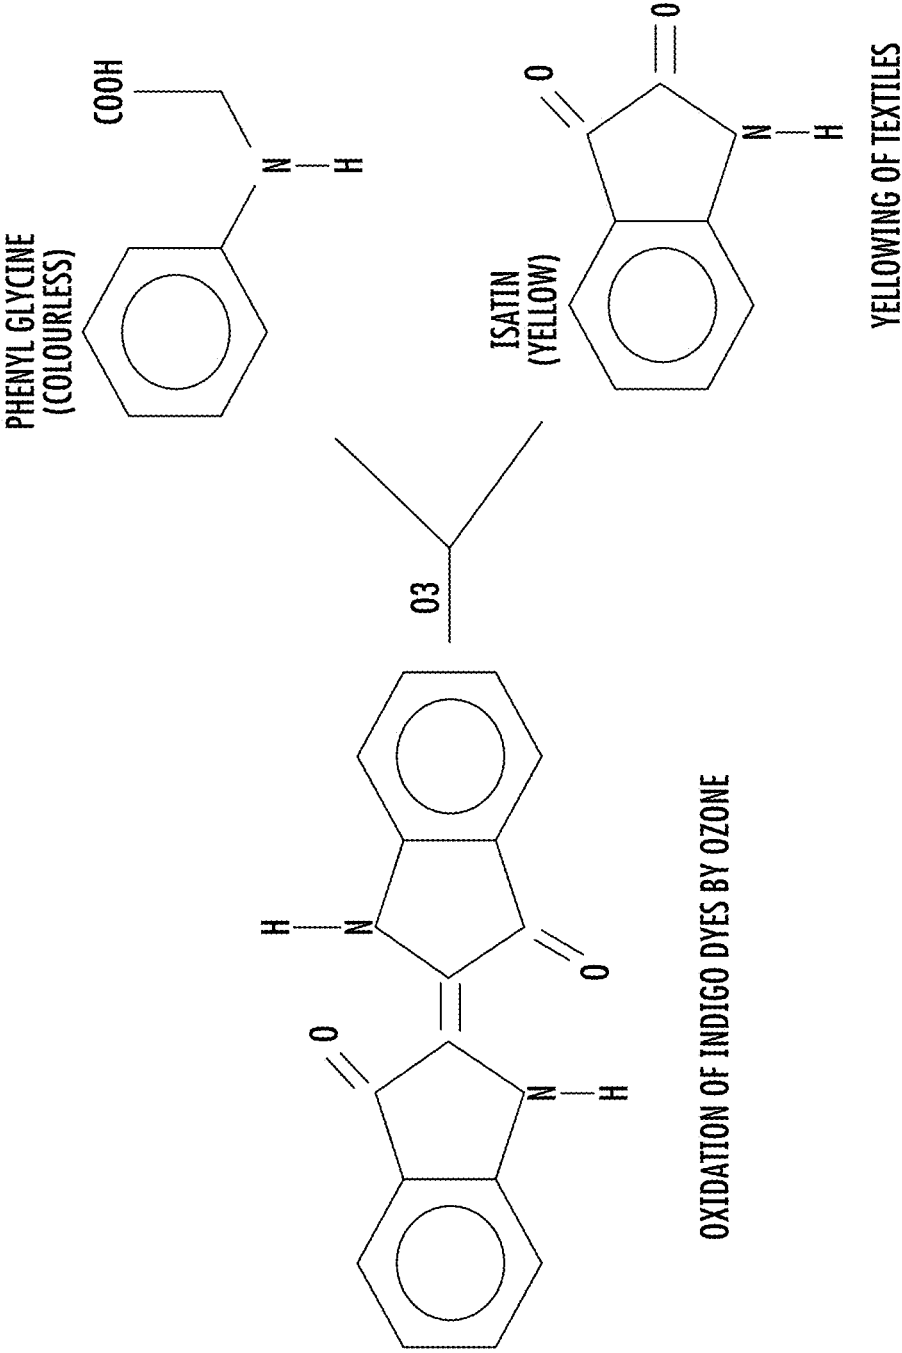 PHENYL GLYCINE
(COLOURLESS)
COOH
N
H
O3
H
N
O
O
N
H
ISATIN
(YELLOW)
O
O
N
H
OXIDATION OF INDIGO DYES BY OZONE
YELLOWING OF TEXTILES